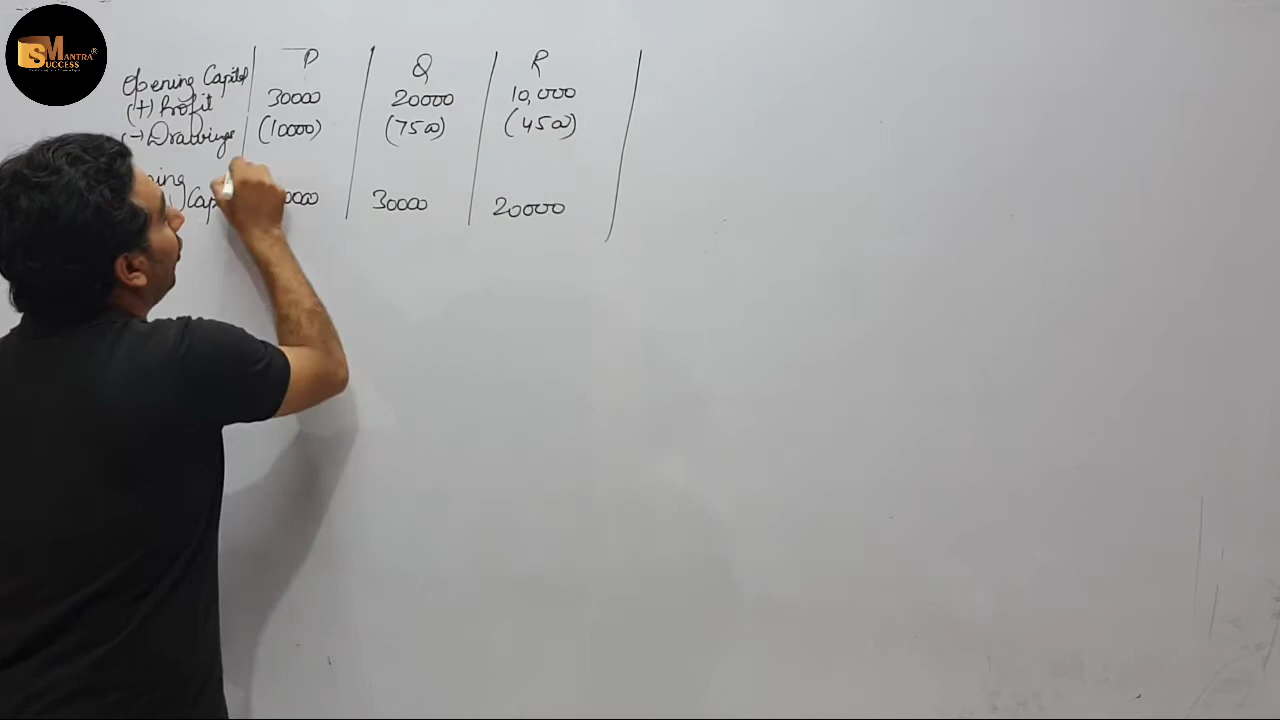 SUCCESS MANTRA®
P Q R
Opening Capital
(+) Profit 30000 20000 10,000
(-) Drawings (10000) (7500) (4500)
30000 20000